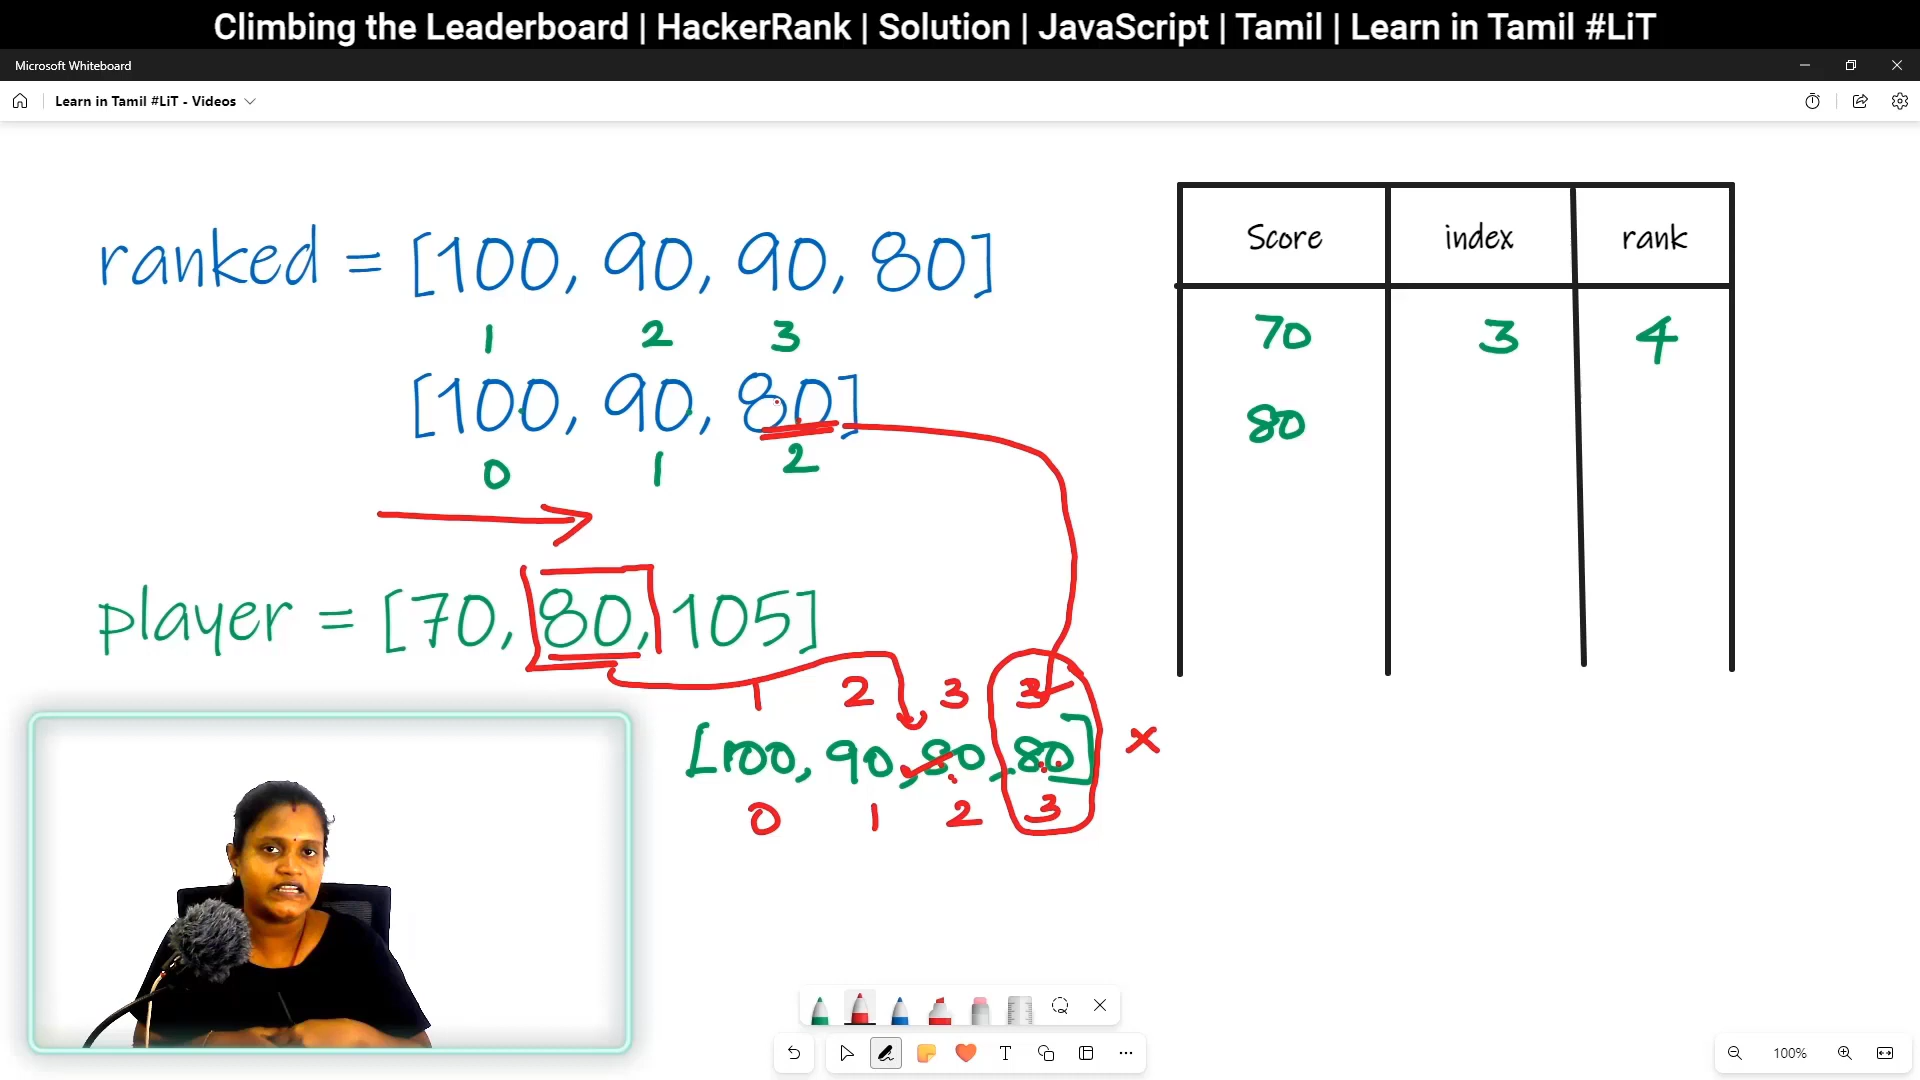 Climbing the Leaderboard | HackerRank | Solution | JavaScript | Tamil | Learn in Tamil #LiT
Microsoft Whiteboard
Learn in Tamil #LiT - Videos
ranked = [100, 90, 90, 80]
1 2 3
[100, 90, 80]
0 1 2
player = [70, 80, 105]
1 2 3 3
[100, 90, 80, 80] x
0 1 2 3
Score index rank
70 3 4
80
T
100%